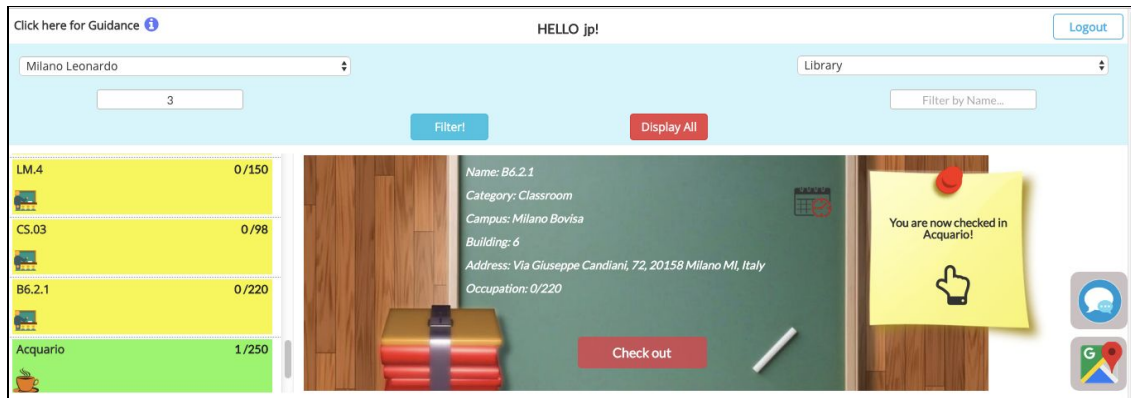 Click here for Guidance i
HELLO jp!
Logout
Milano Leonardo
Library
3
Filter by Name...
Filter!
Display All
LM.4 0/150
CS.03 0/98
B6.2.1 0/220
Acquario 1/250
Name: B6.2.1
Category: Classroom
Campus: Milano Bovisa
Building: 6
Address: Via Giuseppe Candiani, 72, 20158 Milano MI, Italy
Occupation: 0/220
Check out
You are now checked in
Acquario!
G